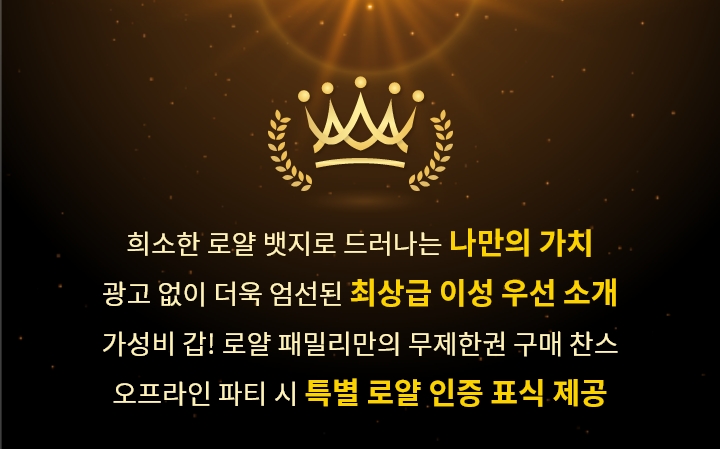 희소한 로얄 뱃지로 드러나는 나만의 가치
광고 없이 더욱 엄선된 최상급 이성 우선 소개
가성비 갑! 로얄 패밀리만의 무제한권 구매 찬스
오프라인 파티 시 특별 로얄 인증 표식 제공